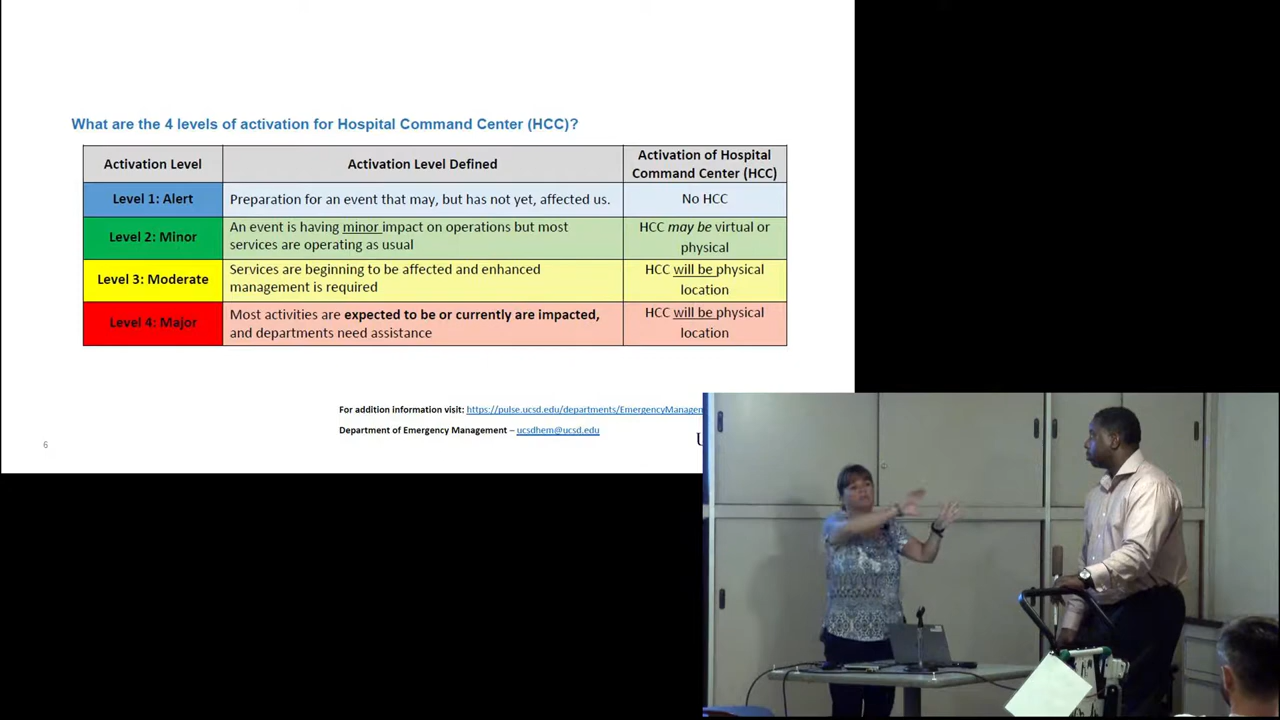 What are the 4 levels of activation for Hospital Command Center (HCC)?
Activation Level
Activation Level Defined
Activation of Hospital
Command Center (HCC)
Level 1: Alert
Preparation for an event that may, but has not yet, affected us.
No HCC
Level 2: Minor
An event is having minor impact on operations but most
services are operating as usual
HCC may be virtual or
physical
Level 3: Moderate
Services are beginning to be affected and enhanced
management is required
HCC will be physical
location
Level 4: Major
Most activities are expected to be or currently are impacted,
and departments need assistance
HCC will be physical
location
For addition information visit: https://pulse.ucsd.edu/departments/EmergencyManagem
Department of Emergency Management – ucsdhem@ucsd.edu
6